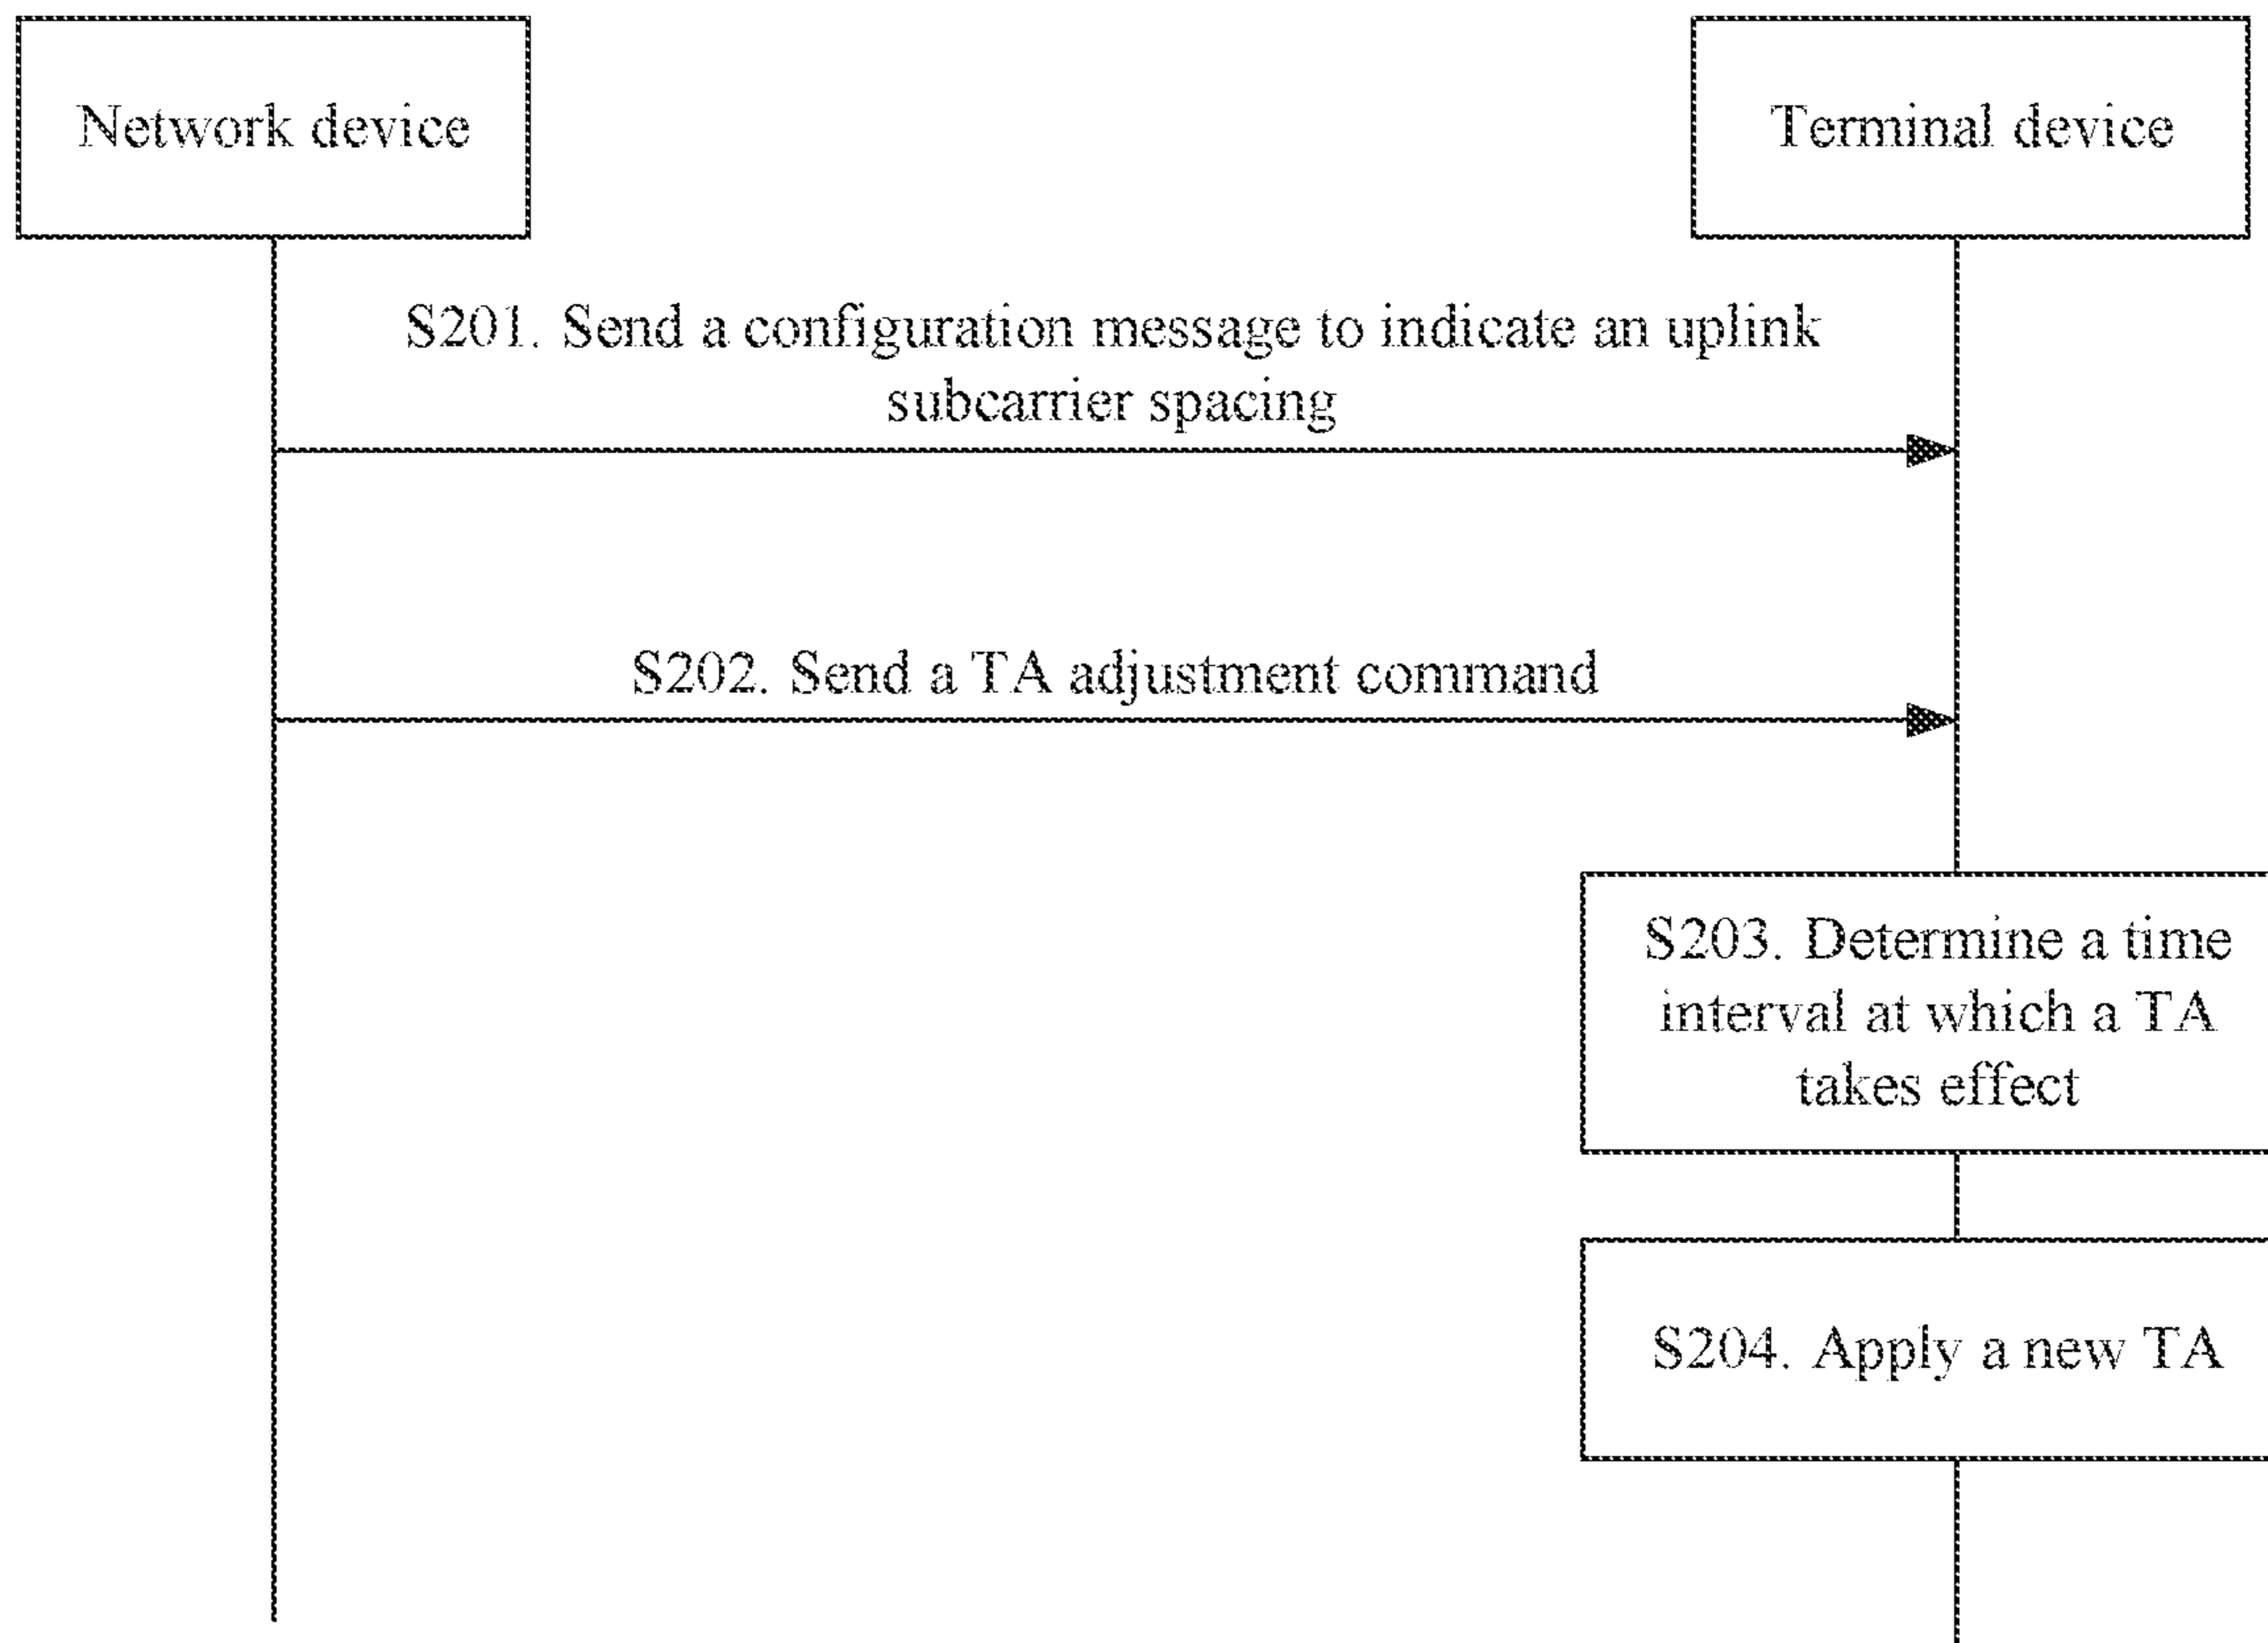 Network device
Terminal device
S201. Send a configuration message to indicate an uplink
subcarrier spacing
S202. Send a TA adjustment command
S203. Determine a time
interval at which a TA
takes effect
S204. Apply a new TA